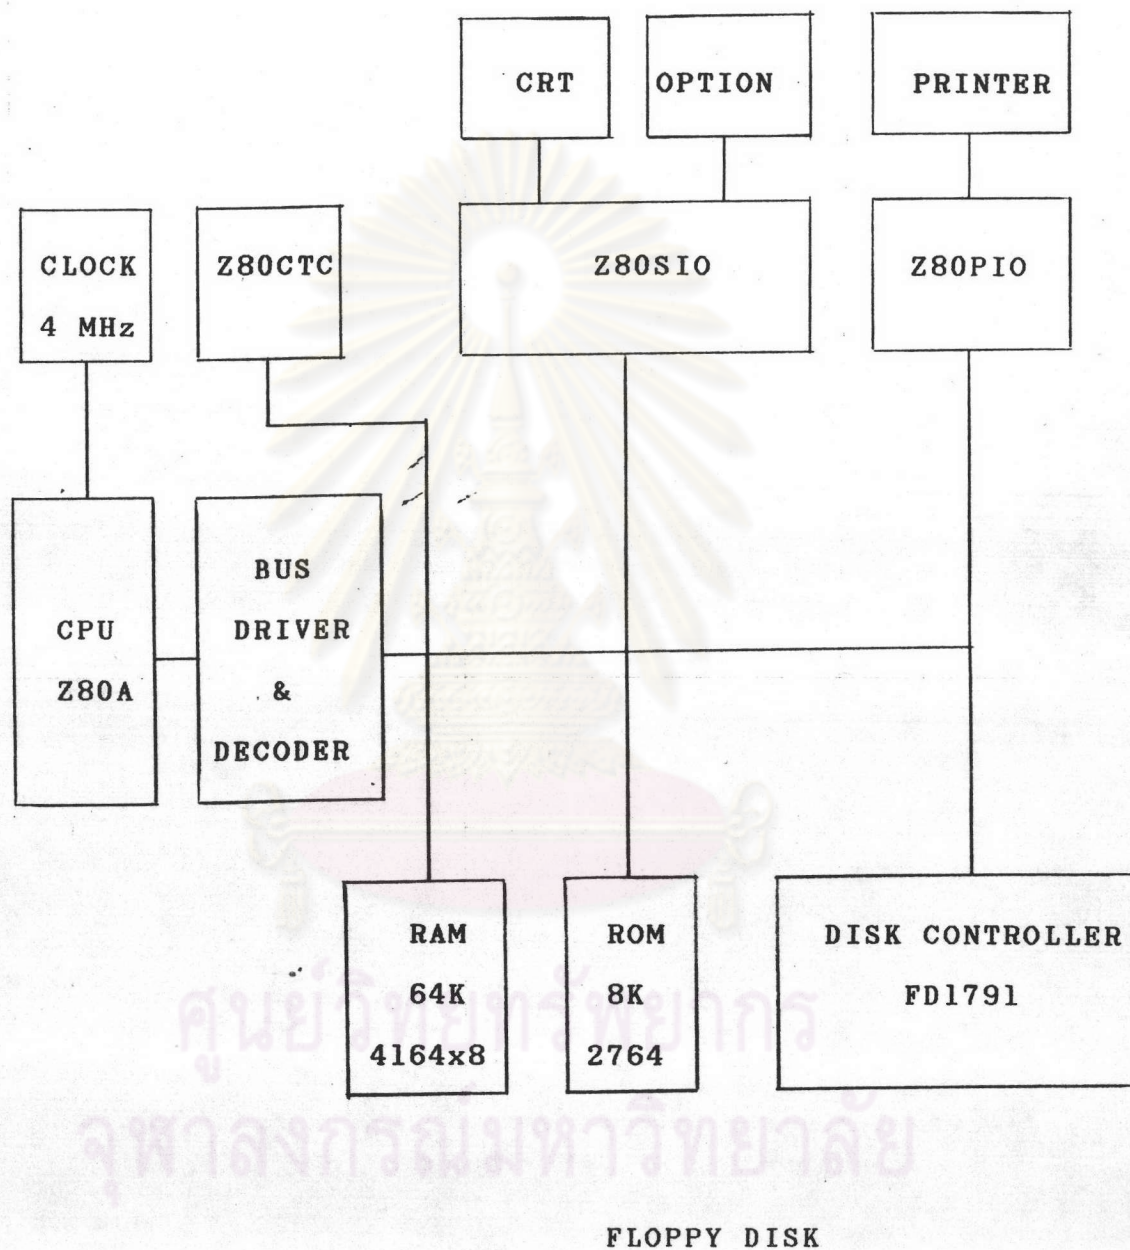 CRT
OPTION
PRINTER
CLOCK
4 MHz
Z80CTC
Z80SIO
Z80PIO
CPU
Z80A
BUS
DRIVER
&
DECODER
RAM
64K
4164x8
ROM
8K
2764
DISK CONTROLLER
FD1791
ศูนย์วิทยทรัพยากร
จุฬาลงกรณ์มหาวิทยาลัย
FLOPPY DISK